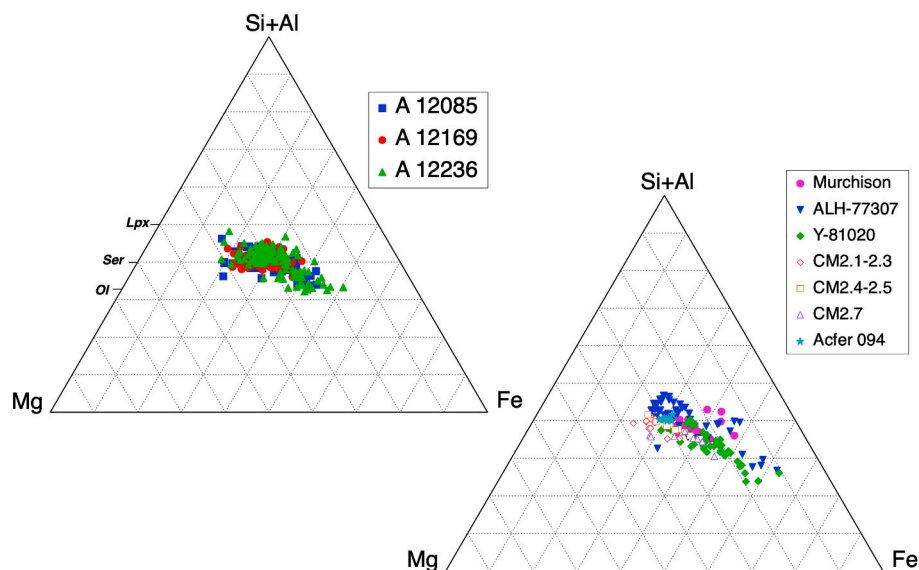 Si+Al
A 12085
A 12169
A 12236
Lpx
Ser
Ol
Mg
Fe
Si+Al
Murchison
ALH-77307
Y-81020
CM2.1-2.3
CM2.4-2.5
CM2.7
Acfer 094
Mg
Fe